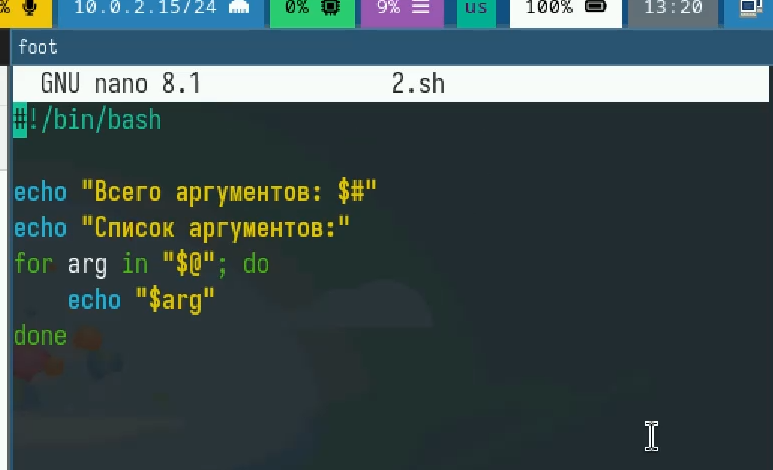 % 10.0.2.15/24 0% 9% us 100% 13:20
foot
GNU nano 8.1 2.sh
#!/bin/bash
echo "Всего аргументов: $#"
echo "Список аргументов:"
for arg in "$@"; do
    echo "$arg"
done